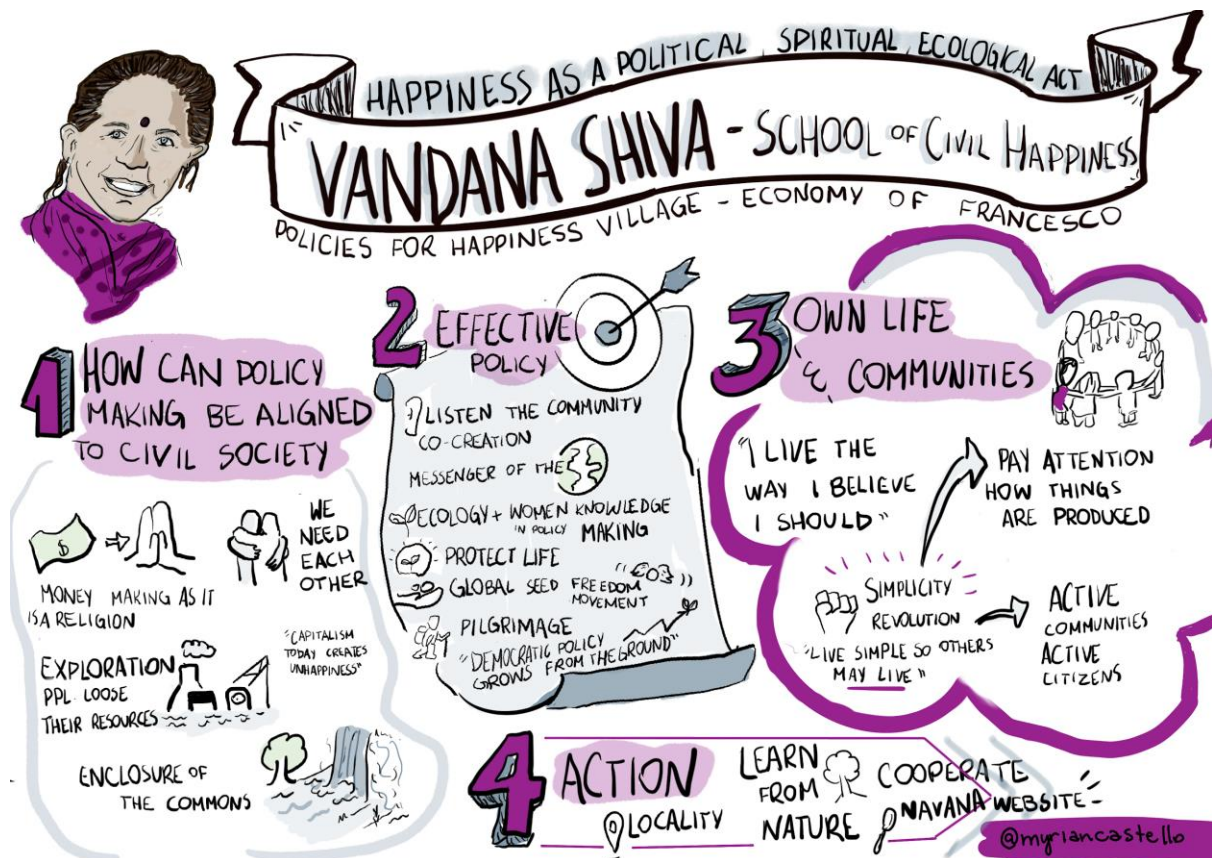 HAPPINESS AS A POLITICAL, SPIRITUAL, ECOLOGICAL ACT
VANDANA SHIVA - SCHOOL OF CIVIL HAPPINESS
POLICIES FOR HAPPINESS VILLAGE - ECONOMY OF FRANCESCO
1 HOW CAN POLICY
MAKING BE ALIGNED
TO CIVIL SOCIETY
$
WE
NEED
EACH
OTHER
MONEY MAKING AS IT
IS A RELIGION
"CAPITALISM
TODAY CREATES
UNHAPPINESS"
EXPLORATION
PPL. LOOSE
THEIR RESOURCES
ENCLOSURE OF
THE COMMONS
2 EFFECTIVE
POLICY
LISTEN THE COMMUNITY
CO-CREATION
MESSENGER OF THE
ECOLOGY + WOMEN KNOWLEDGE
IN POLICY MAKING
PROTECT LIFE
GLOBAL SEED FREEDOM
MOVEMENT
PILGRIMAGE
"DEMOCRATIC POLICY
GROWS FROM THE GROUND"
3 OWN LIFE
& COMMUNITIES
"I LIVE THE
WAY I BELIEVE
I SHOULD"
PAY ATTENTION
HOW THINGS
ARE PRODUCED
SIMPLICITY
REVOLUTION
"LIVE SIMPLE SO OTHERS
MAY LIVE"
ACTIVE
COMMUNITIES
ACTIVE
CITIZENS
4 ACTION
LOCALITY
LEARN
FROM
NATURE
COOPERATE
NAVANA WEBSITE
@myriancastello